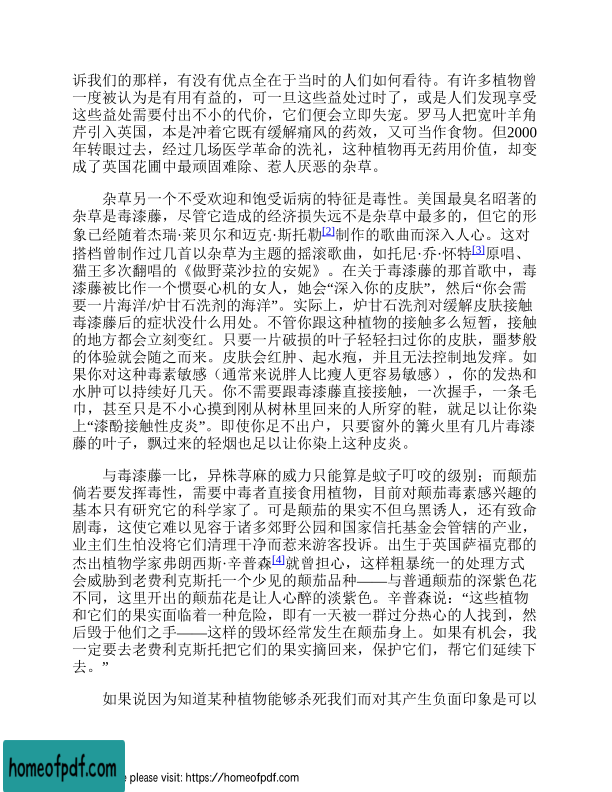 诉我们的那样，有没有优点全在于当时的人们如何看待。有许多植物曾
一度被认为是有用有益的，可一旦这些益处过时了，或是人们发现享受
这些益处需要付出不小的代价，它们便会立即失宠。罗马人把宽叶羊角
芹引入英国，本是冲着它既有缓解痛风的药效，又可当作食物。但2000
年转眼过去，经过几场医学革命的洗礼，这种植物再无药用价值，却变
成了英国花圃中最顽固难除、惹人厌恶的杂草。
杂草另一个不受欢迎和饱受诟病的特征是毒性。美国最臭名昭著的
杂草是毒漆藤，尽管它造成的经济损失远不是杂草中最多的，但它的形
象已经随着杰瑞·莱贝尔和迈克·斯托勒[2]制作的歌曲而深入人心。这对
搭档曾制作过几首以杂草为主题的摇滚歌曲，如托尼·乔·怀特[3]原唱、
猫王多次翻唱的《做野菜沙拉的安妮》。在关于毒漆藤的那首歌中，毒
漆藤被比作一个惯耍心机的女人，她会“深入你的皮肤”，然后“你会需
要一片海洋/炉甘石洗剂的海洋”。实际上，炉甘石洗剂对缓解皮肤接触
毒漆藤后的症状没什么用处。不管你跟这种植物的接触多么短暂，接触
的地方都会立刻变红。只要一片破损的叶子轻轻扫过你的皮肤，噩梦般
的体验就会随之而来。皮肤会红肿、起水疱，并且无法控制地发痒。如
果你对这种毒素敏感（通常来说胖人比瘦人更容易敏感），你的发热和
水肿可以持续好几天。你不需要跟毒漆藤直接接触，一次握手，一条毛
巾，甚至只是不小心摸到刚从树林里回来的人所穿的鞋，就足以让你染
上“漆酚接触性皮炎”。即使你足不出户，只要窗外的篝火里有几片毒漆
藤的叶子，飘过来的轻烟也足以让你染上这种皮炎。
与毒漆藤一比，异株荨麻的威力只能算是蚊子叮咬的级别；而颠茄
倘若要发挥毒性，需要中毒者直接食用植物，目前对颠茄毒素感兴趣的
基本只有研究它的科学家了。可是颠茄的果实不但乌黑诱人，还有致命
剧毒，这使它难以见容于诸多郊野公园和国家信托基金会管辖的产业，
业主们生怕没将它们清理干净而惹来游客投诉。出生于英国萨福克郡的
杰出植物学家弗朗西斯·辛普森[4]就曾担心，这样粗暴统一的处理方式
会威胁到老费利克斯托一个少见的颠茄品种——与普通颠茄的深紫色花
不同，这里开出的颠茄花是让人心醉的淡紫色。辛普森说：“这些植物
和它们的果实面临着一种危险，即有一天被一群过分热心的人找到，然
后毁于他们之手——这样的毁坏经常发生在颠茄身上。如果有机会，我
一定要去老费利克斯托把它们的果实摘回来，保护它们，帮它们延续下
去。”
如果说因为知道某种植物能够杀死我们而对其产生负面印象是可以
homeofpdf.com
e please visit: https://homeofpdf.com